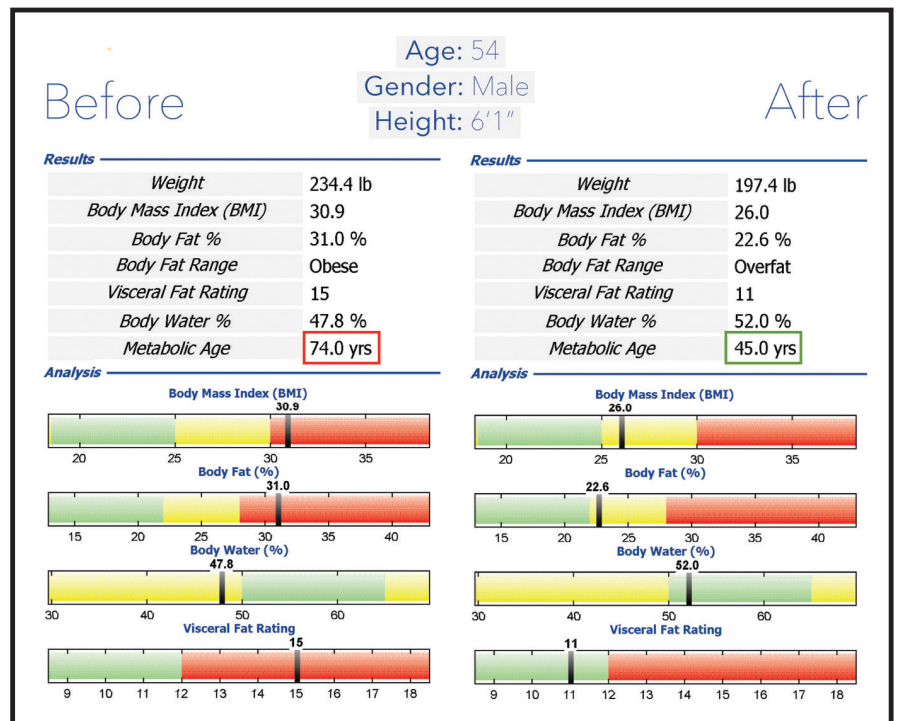 Age: 54
Gender: Male
Height: 6'1"
Before
After
Results
Weight 234.4 lb
Body Mass Index (BMI) 30.9
Body Fat % 31.0 %
Body Fat Range Obese
Visceral Fat Rating 15
Body Water % 47.8 %
Metabolic Age 74.0 yrs
Analysis
Body Mass Index (BMI)
30.9
20 25 30 35
Body Fat (%)
31.0
15 20 25 30 35 40
Body Water (%)
47.8
30 40 50 60
Visceral Fat Rating
15
9 10 11 12 13 14 15 16 17 18
Results
Weight 197.4 lb
Body Mass Index (BMI) 26.0
Body Fat % 22.6 %
Body Fat Range Overfat
Visceral Fat Rating 11
Body Water % 52.0 %
Metabolic Age 45.0 yrs
Analysis
Body Mass Index (BMI)
26.0
20 25 30 35
Body Fat (%)
22.6
15 20 25 30 35 40
Body Water (%)
52.0
30 40 50 60
Visceral Fat Rating
11
9 10 11 12 13 14 15 16 17 18